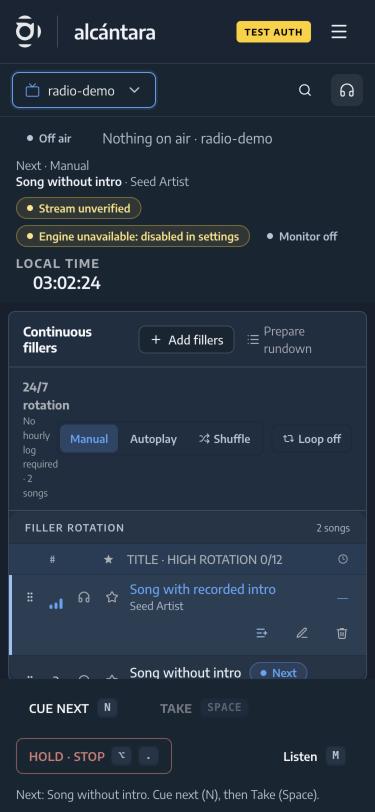 alcántara
TEST AUTH
radio-demo
Off air
Nothing on air · radio-demo
Next · Manual
Song without intro · Seed Artist
Stream unverified
Engine unavailable: disabled in settings
Monitor off
LOCAL TIME
03:02:24
Continuous
fillers
+ Add fillers
Prepare
rundown
24/7
rotation
No
hourly
log
required
· 2
songs
Manual
Autoplay
Shuffle
Loop off
FILLER ROTATION
2 songs
# ★ TITLE · HIGH ROTATION 0/12
Song with recorded intro
—
Seed Artist
Song without intro
Next
CUE NEXT N
TAKE SPACE
HOLD · STOP ⌥ .
Listen M
Next: Song without intro. Cue next (N), then Take (Space).